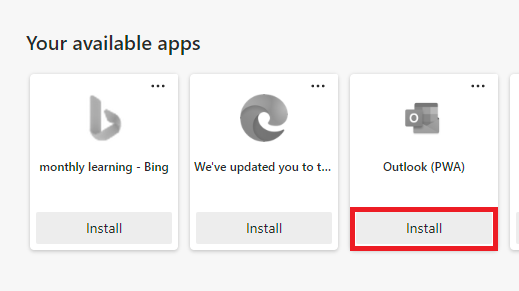 Your available apps
monthly learning - Bing
We've updated you to t...
Outlook (PWA)
Install
Install
Install